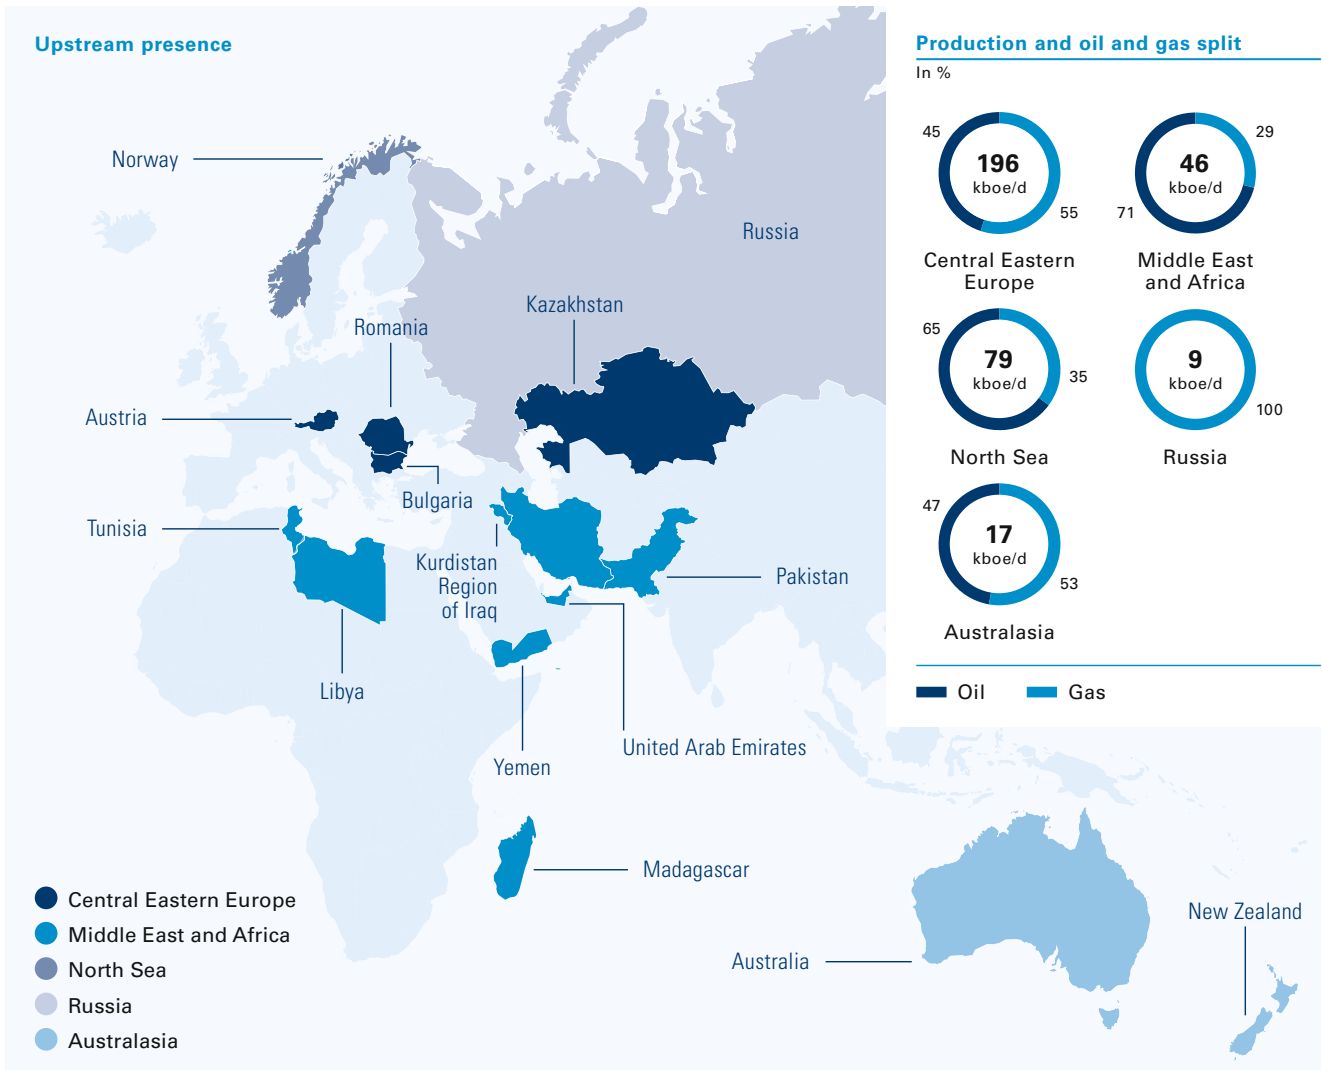 Upstream presence
Norway
Russia
Kazakhstan
Romania
Austria
Bulgaria
Tunisia
Kurdistan
Region
of Iraq
Pakistan
Libya
United Arab Emirates
Yemen
Madagascar
New Zealand
Australia
Central Eastern Europe
Middle East and Africa
North Sea
Russia
Australasia
Production and oil and gas split
In %
45
196
kboe/d
55
Central Eastern
Europe
29
46
kboe/d
71
Middle East
and Africa
65
79
kboe/d
35
North Sea
9
kboe/d
100
Russia
47
17
kboe/d
53
Australasia
Oil
Gas